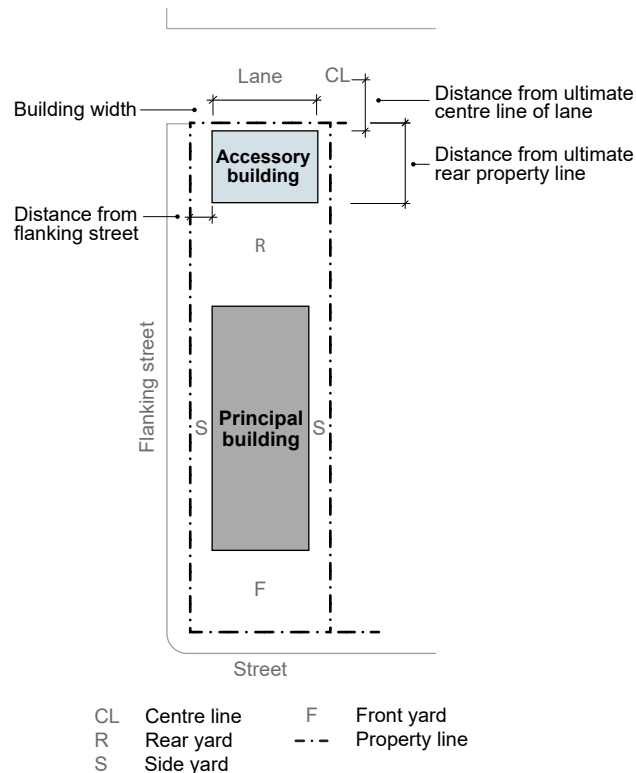 Lane
CL
Building width
Distance from ultimate
centre line of lane
Accessory
building
Distance from ultimate
rear property line
Distance from
flanking street
R
Flanking street
S
Principal
building
S
F
Street
CL Centre line
R Rear yard
S Side yard
F Front yard
Property line